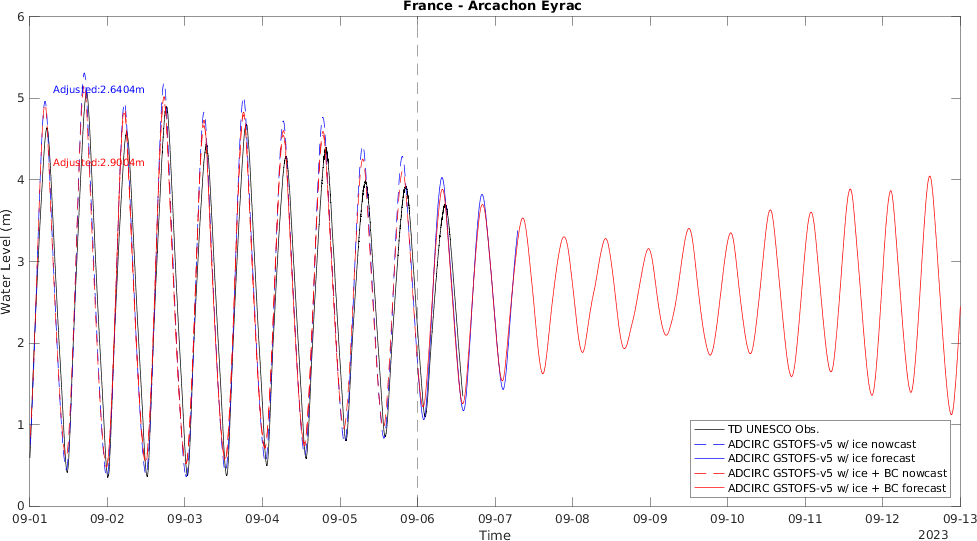 France - Arcachon Eyrac
6
5
4
3
2
1
0
Water Level (m)
Adjusted:2.6404m
Adjusted:2.9004m
TD UNESCO Obs.
ADCIRC GSTOFS-v5 w/ ice nowcast
ADCIRC GSTOFS-v5 w/ ice forecast
ADCIRC GSTOFS-v5 w/ ice + BC nowcast
ADCIRC GSTOFS-v5 w/ ice + BC forecast
09-01 09-02 09-03 09-04 09-05 09-06 09-07 09-08 09-09 09-10 09-11 09-12 09-13
Time
2023